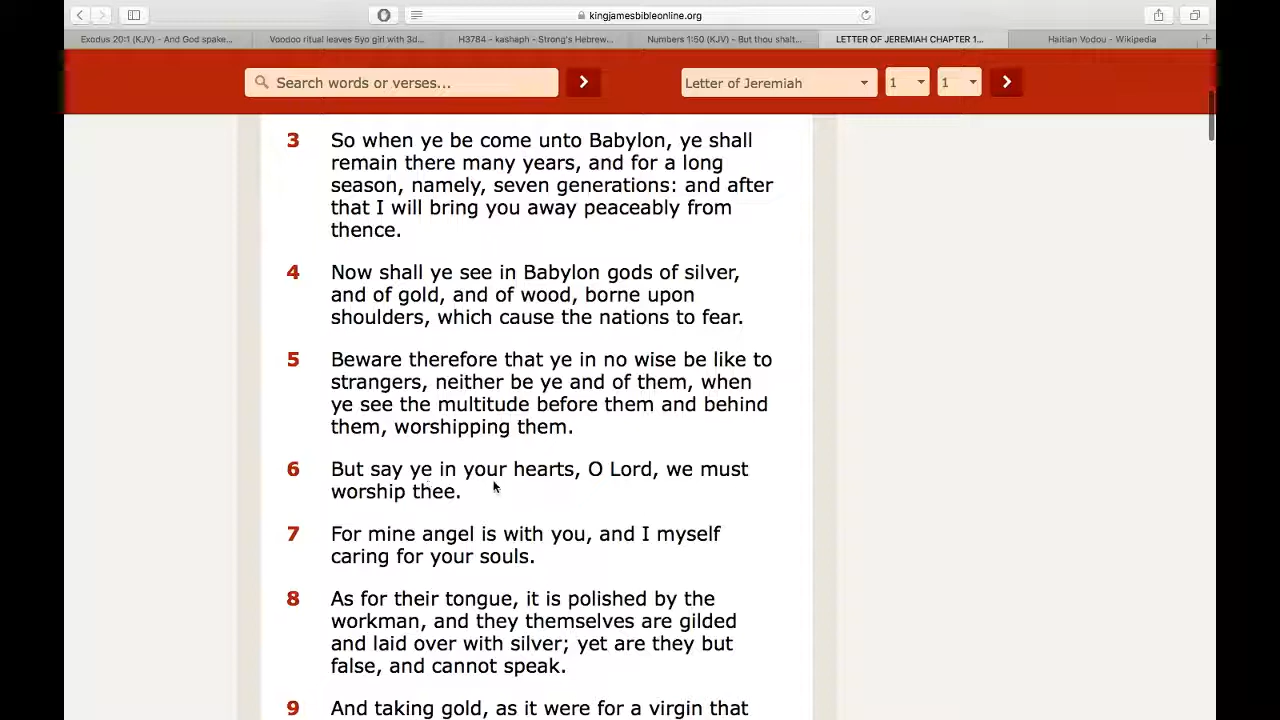 kingjamesbibleonline.org
Exodus 20:1 (KJV) - And God spake...
Voodoo ritual leaves 5yo girl with 3d...
H3784 - kashaph - Strong's Hebrew...
Numbers 1:50 (KJV) - But thou shalt...
LETTER OF JEREMIAH CHAPTER 1...
Haitian Vodou - Wikipedia
Search words or verses...
Letter of Jeremiah
1
1
3 So when ye be come unto Babylon, ye shall
remain there many years, and for a long
season, namely, seven generations: and after
that I will bring you away peaceably from
thence.
4 Now shall ye see in Babylon gods of silver,
and of gold, and of wood, borne upon
shoulders, which cause the nations to fear.
5 Beware therefore that ye in no wise be like to
strangers, neither be ye and of them, when
ye see the multitude before them and behind
them, worshipping them.
6 But say ye in your hearts, O Lord, we must
worship thee.
7 For mine angel is with you, and I myself
caring for your souls.
8 As for their tongue, it is polished by the
workman, and they themselves are gilded
and laid over with silver; yet are they but
false, and cannot speak.
9 And taking gold, as it were for a virgin that